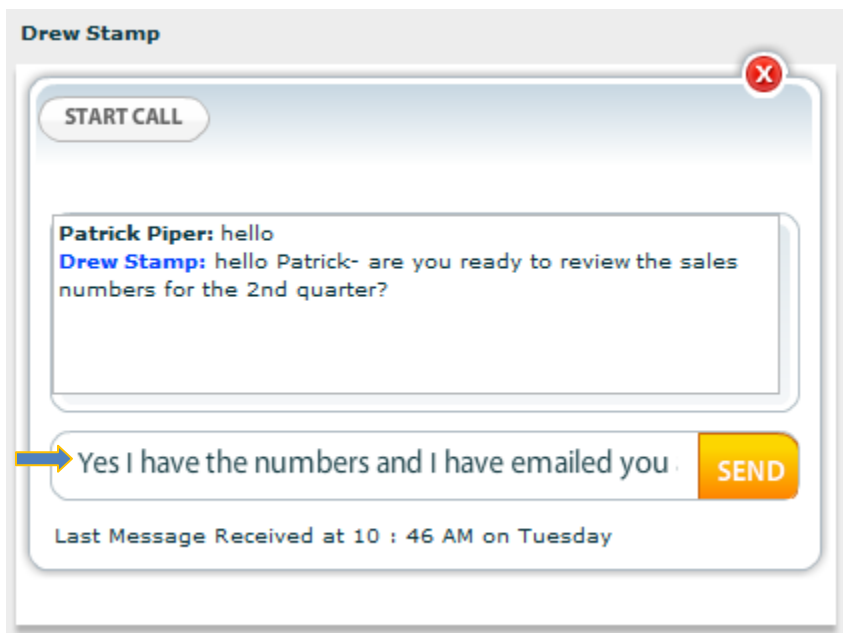 Drew Stamp
X
START CALL
Patrick Piper: hello
Drew Stamp: hello Patrick- are you ready to review the sales
numbers for the 2nd quarter?
Yes I have the numbers and I have emailed you
SEND
Last Message Received at 10 : 46 AM on Tuesday